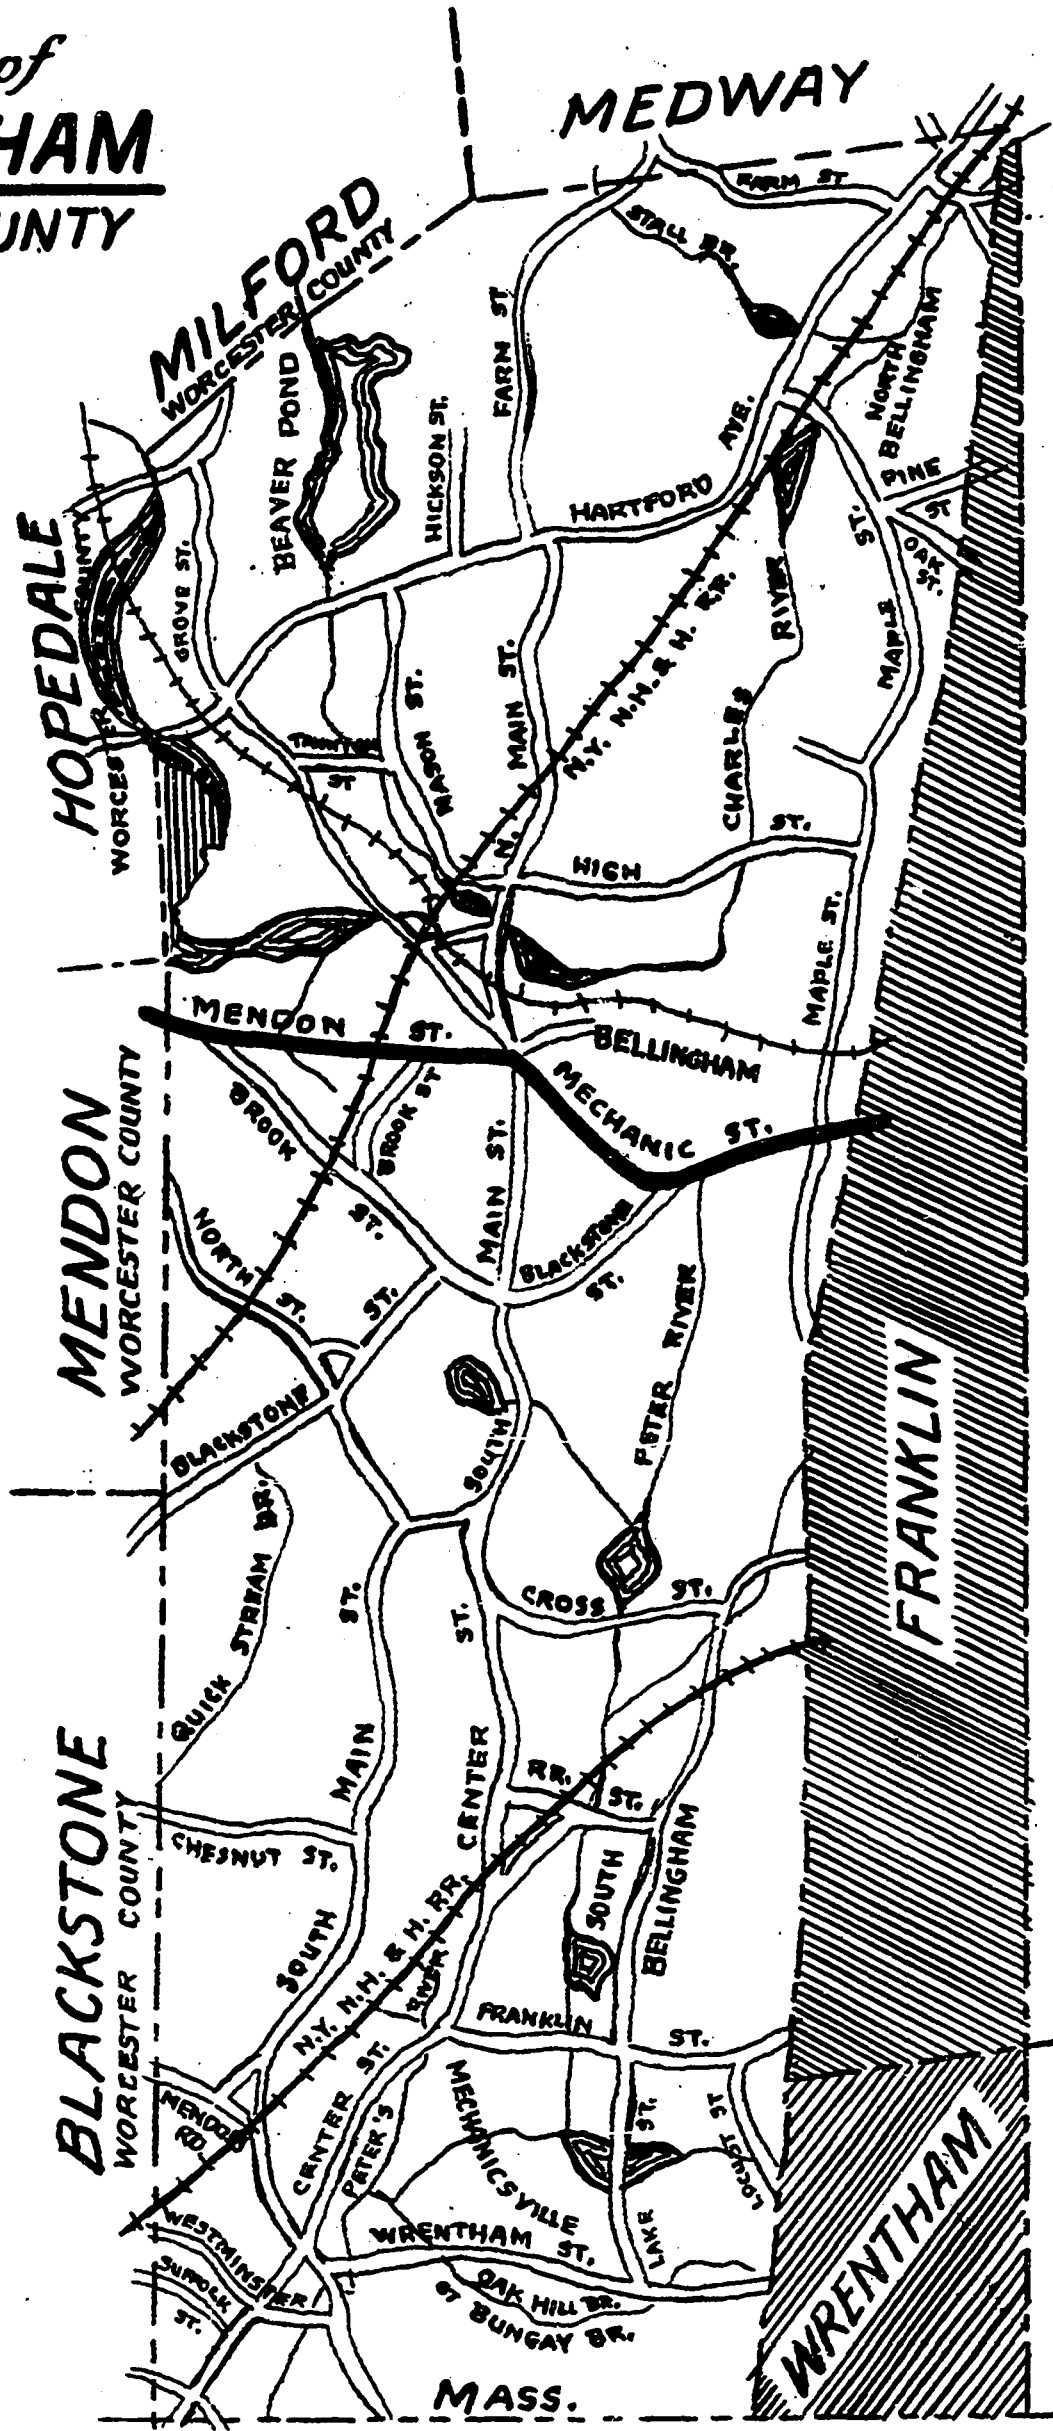 of
HAM
UNTY
MEDWAY
MILFORD
WORCESTER COUNTY
FARM ST
STALL BR.
BEAVER POND
HICKSON ST.
FARN ST
AVE.
HARTFORD
NORTH
BELLINGHAM
PINE
ST
OAK
ST.
ST.
MAPLE
HOPEDALE
WORCESTER COUNTY
GROVE ST.
TAUNTON
ST
MASON ST.
MAIN ST.
N.
N.Y. N.H. & H. RR.
CHARLES RIVER
HIGH ST.
MAPLE ST.
MENDON ST.
BELLINGHAM
MECHANIC ST.
BROOK ST.
BROOK ST
MENDON
WORCESTER COUNTY
NORTH ST.
MAIN ST.
BLACKSTONE
ST.
PETER RIVER
BLACKSTONE ST.
SOUTH
FRANKLIN
QUICK STREAM BR.
CROSS ST.
MAIN ST.
CENTER ST.
BLACKSTONE
WORCESTER COUNTY
CHESNUT ST.
RR. ST.
SOUTH
BELLINGHAM
SOUTH
N.Y. N.H. & H. RR.
RIVER
FRANKLIN ST.
MENDON
RD.
CENTER ST.
PETER'S
MECHANICSVILLE
LAKE ST.
LOCUST ST
WRENTHAM
WRENTHAM ST.
WESTMINSTER
SUFFOLK
ST.
OAK HILL BR.
BUNGAY BR.
MASS.